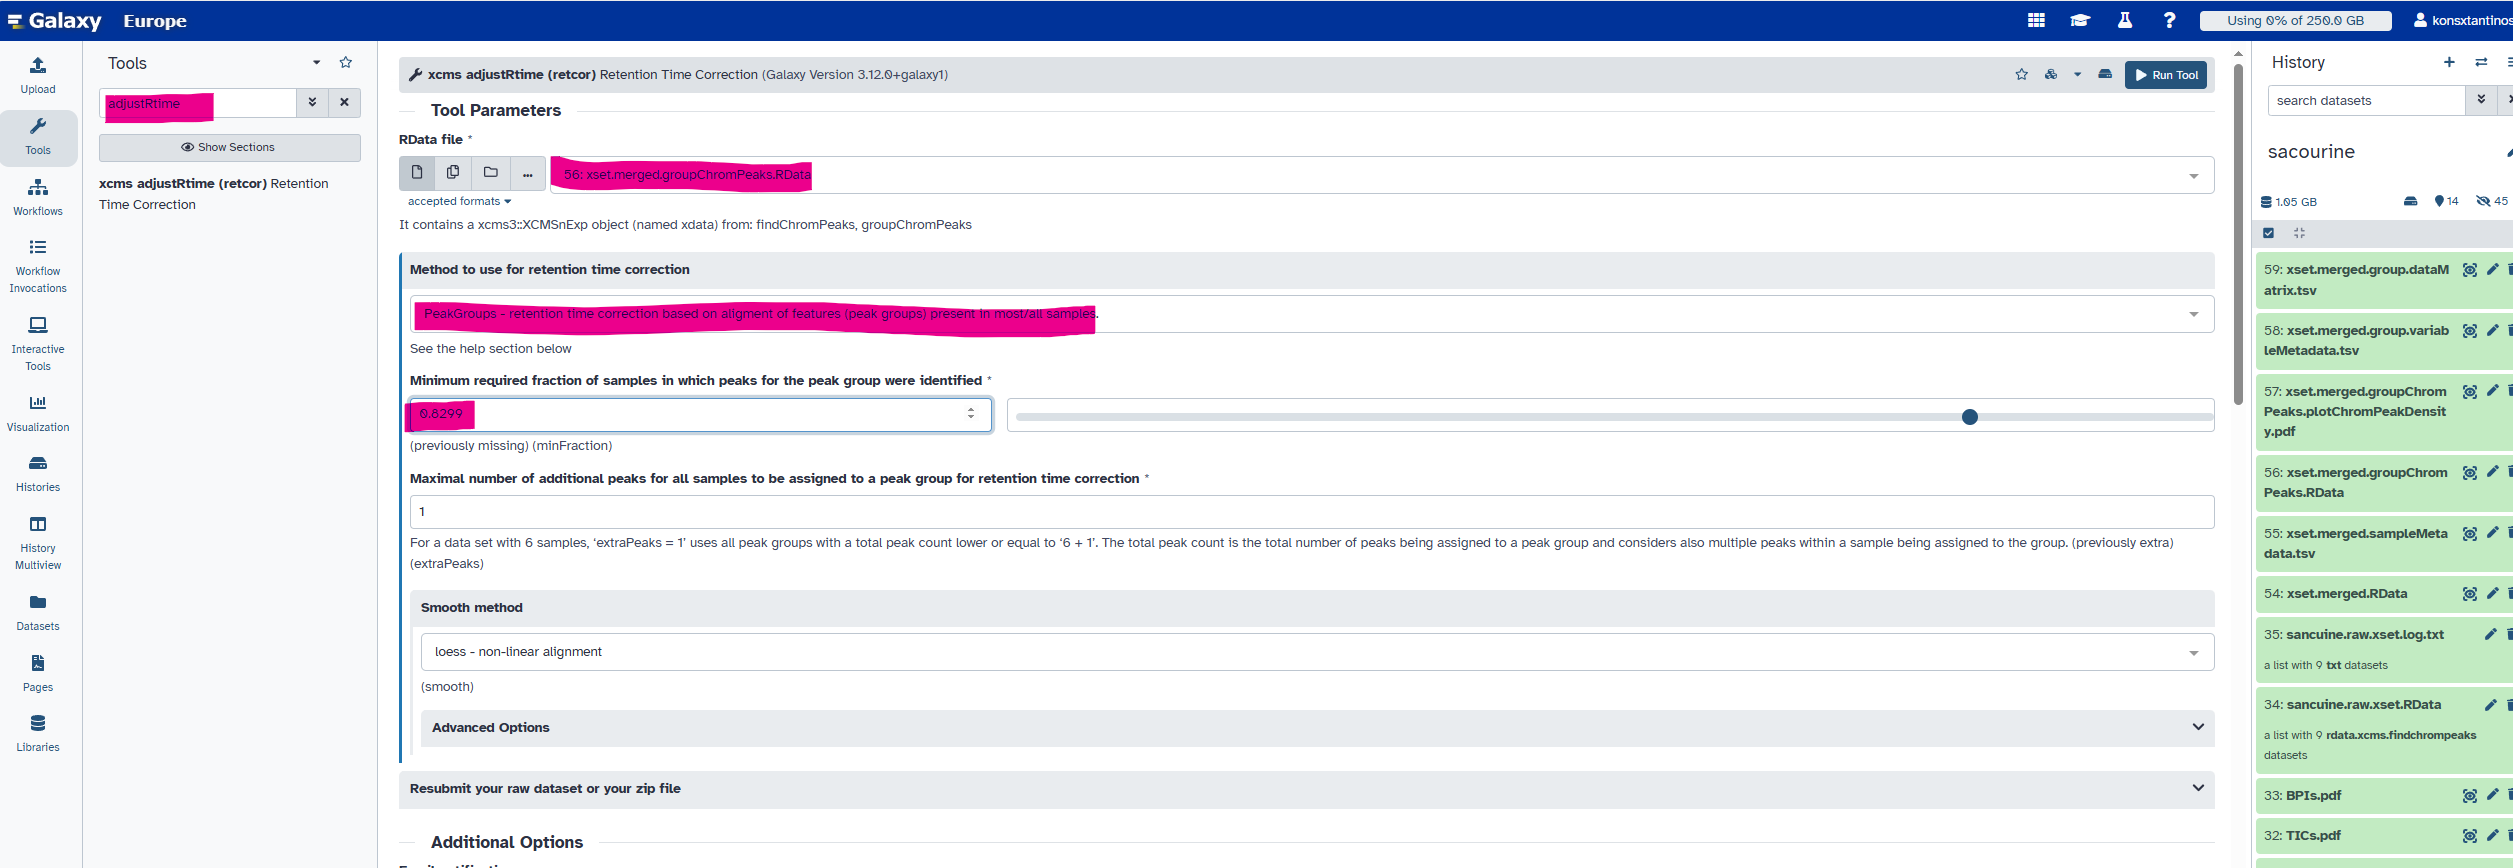 Galaxy Europe
Using 0% of 250.0 GB
konsxtantinos
Upload
Tools
Workflows
Workflow
Invocations
Interactive
Tools
Visualization
Histories
History
Multiview
Datasets
Pages
Libraries
Tools
adjustRtime
Show Sections
xcms adjustRtime (retcor) Retention
Time Correction
xcms adjustRtime (retcor) Retention Time Correction (Galaxy Version 3.12.0+galaxy1)
Run Tool
Tool Parameters
RData file *
56: xset.merged.groupChromPeaks.RData
accepted formats
It contains a xcms3::XCMSnExp object (named xdata) from: findChromPeaks, groupChromPeaks
Method to use for retention time correction
PeakGroups - retention time correction based on aligment of features (peak groups) present in most/all samples.
See the help section below
Minimum required fraction of samples in which peaks for the peak group were identified *
0.8299
(previously missing) (minFraction)
Maximal number of additional peaks for all samples to be assigned to a peak group for retention time correction *
1
For a data set with 6 samples, ‘extraPeaks = 1’ uses all peak groups with a total peak count lower or equal to ‘6 + 1’. The total peak count is the total number of peaks being assigned to a peak group and considers also multiple peaks within a sample being assigned to the group. (previously extra)
(extraPeaks)
Smooth method
loess - non-linear alignment
(smooth)
Advanced Options
Resubmit your raw dataset or your zip file
Additional Options
History
search datasets
sacourine
1.05 GB
14
45
59: xset.merged.group.dataM
atrix.tsv
58: xset.merged.group.variab
leMetadata.tsv
57: xset.merged.groupChrom
Peaks.plotChromPeakDensit
y.pdf
56: xset.merged.groupChrom
Peaks.RData
55: xset.merged.sampleMeta
data.tsv
54: xset.merged.RData
35: sancuine.raw.xset.log.txt
a list with 9 txt datasets
34: sancuine.raw.xset.RData
a list with 9 rdata.xcms.findchrompeaks
datasets
33: BPIs.pdf
32: TICs.pdf